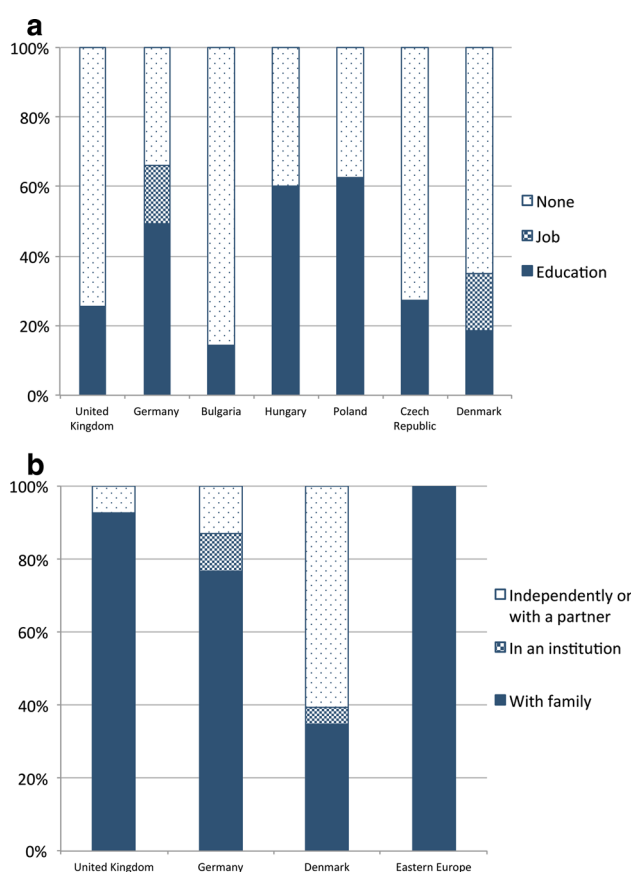 a
100%
80%
60%
40%
20%
0%
United
Kingdom
Germany
Bulgaria
Hungary
Poland
Czech
Republic
Denmark
None
Job
Education
b
100%
80%
60%
40%
20%
0%
United Kingdom
Germany
Denmark
Eastern Europe
Independently or
with a partner
In an institution
With family